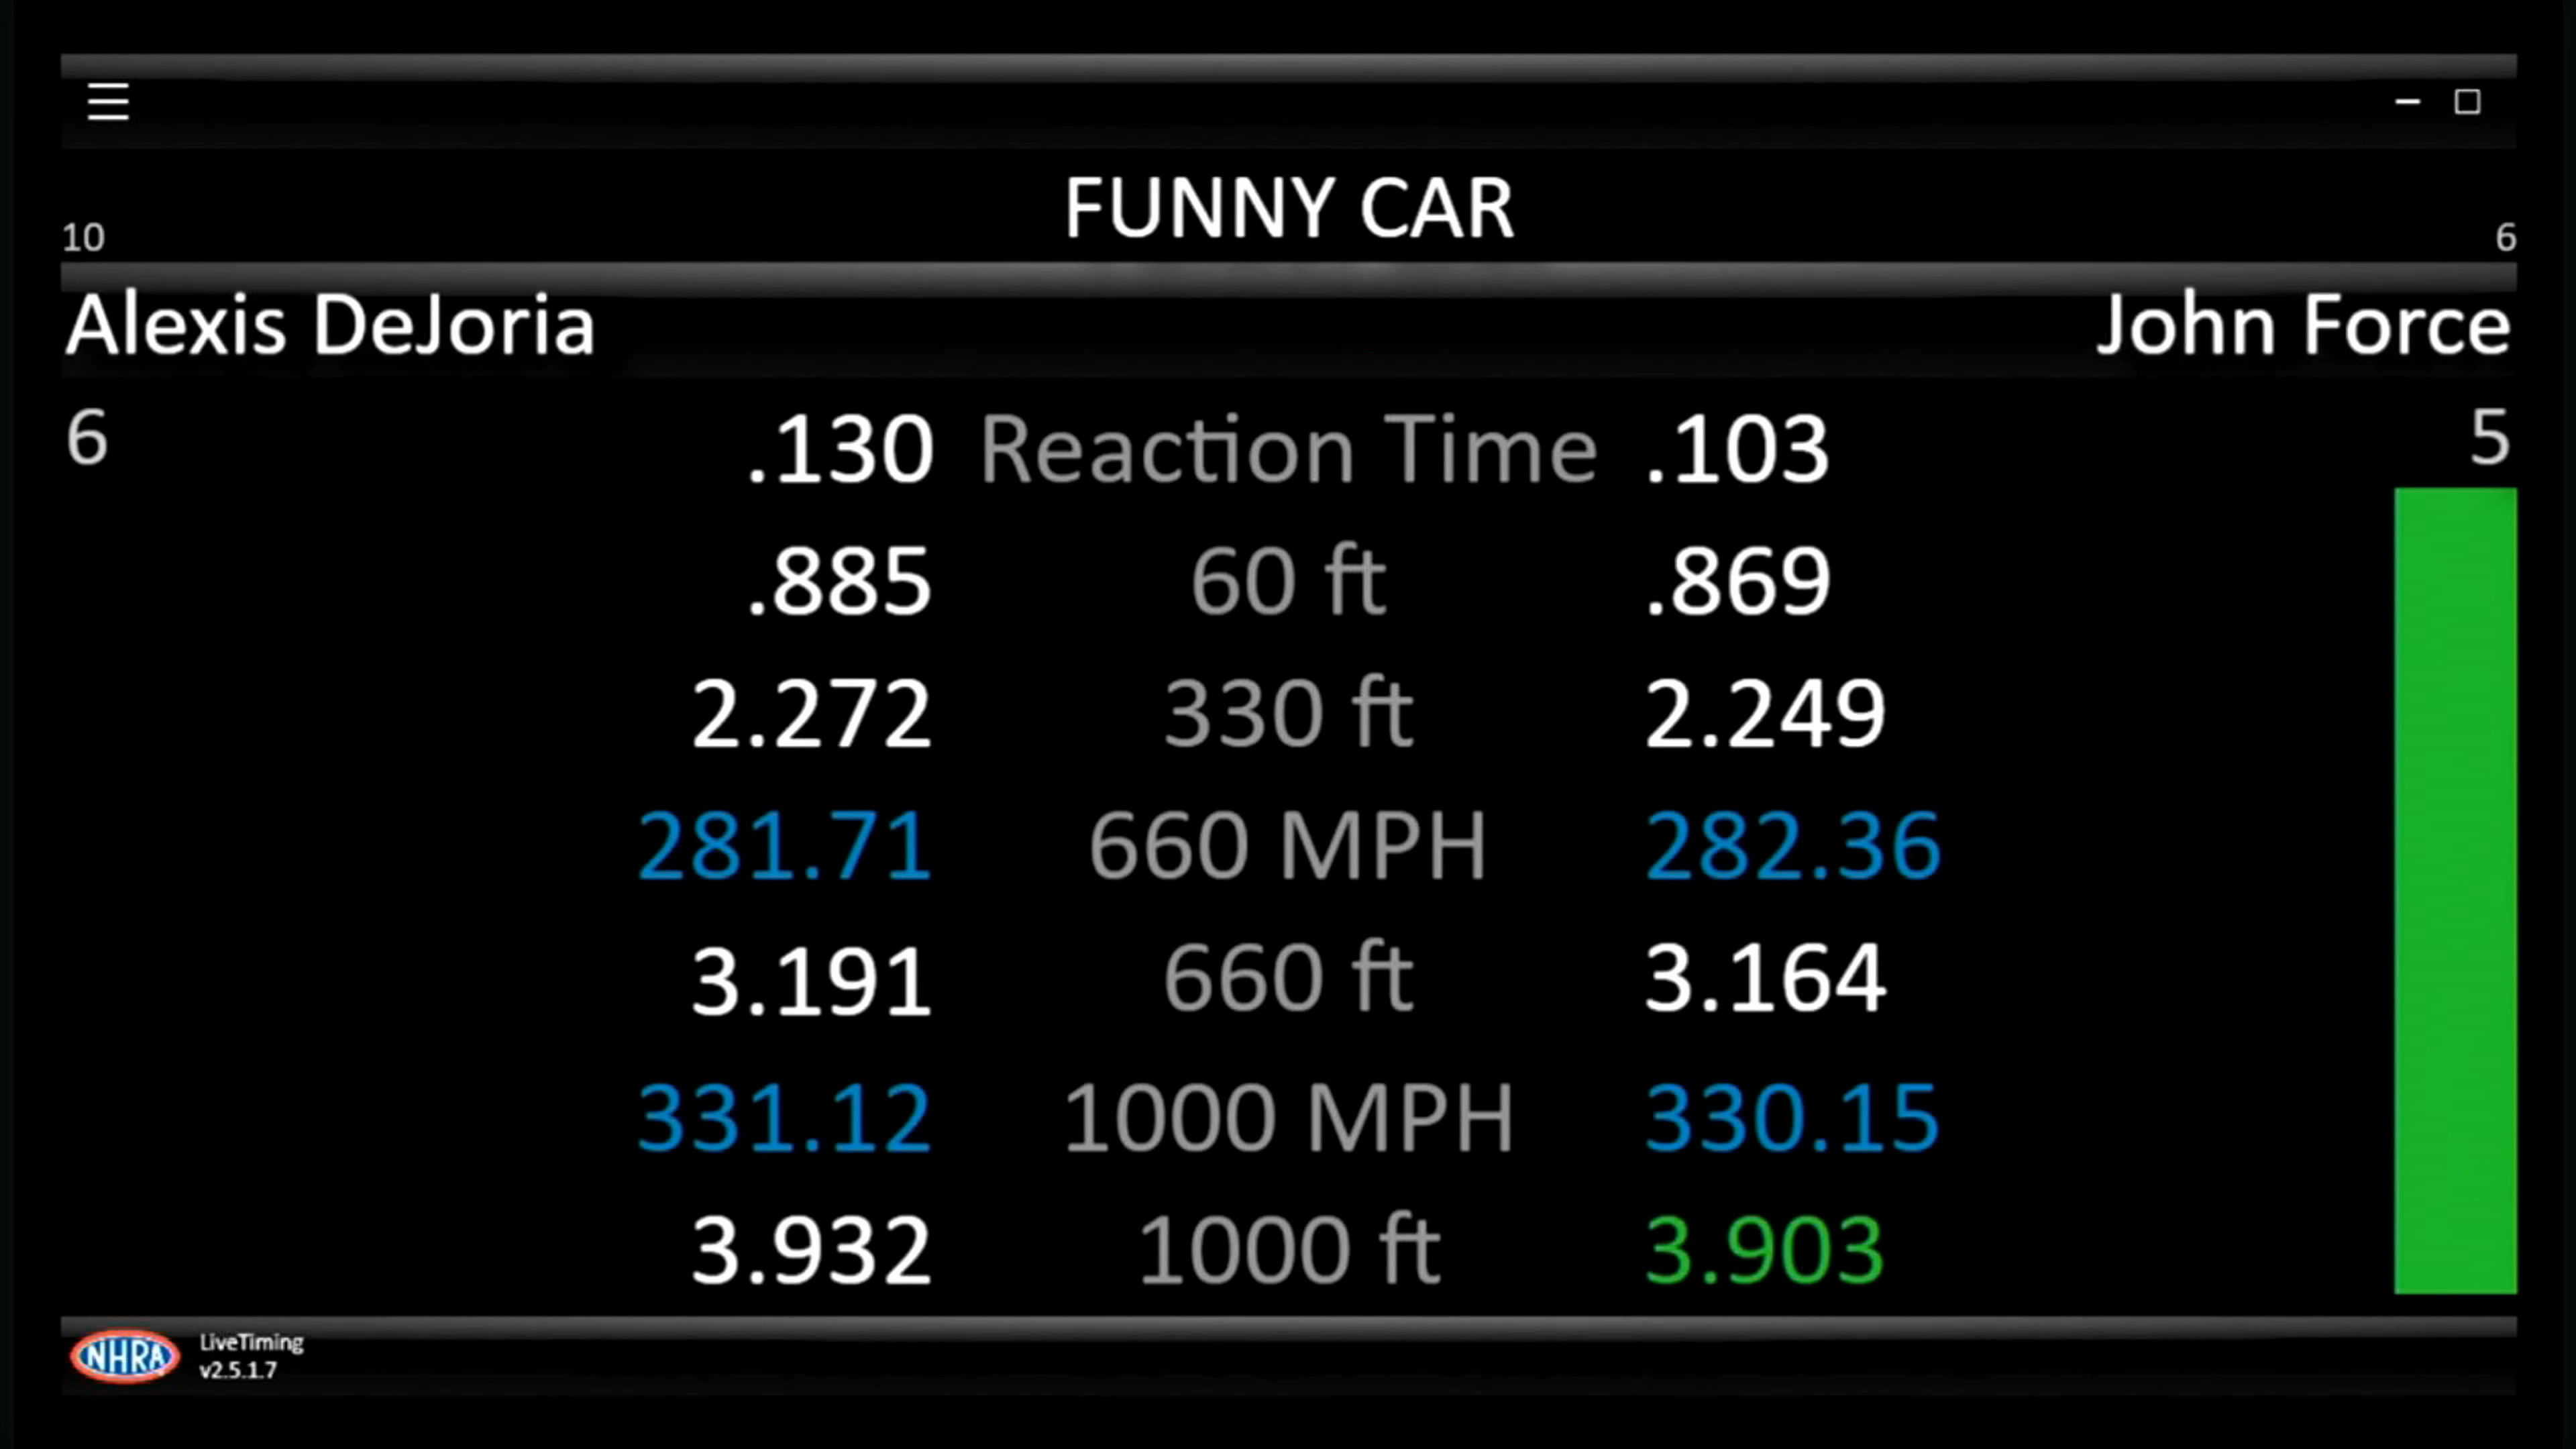 FUNNY CAR
10 6
Alexis DeJoria John Force
6 .130 Reaction Time .103 5
.885 60 ft .869
2.272 330 ft 2.249
281.71 660 MPH 282.36
3.191 660 ft 3.164
331.12 1000 MPH 330.15
3.932 1000 ft 3.903
NHRA LiveTiming
v2.5.1.7